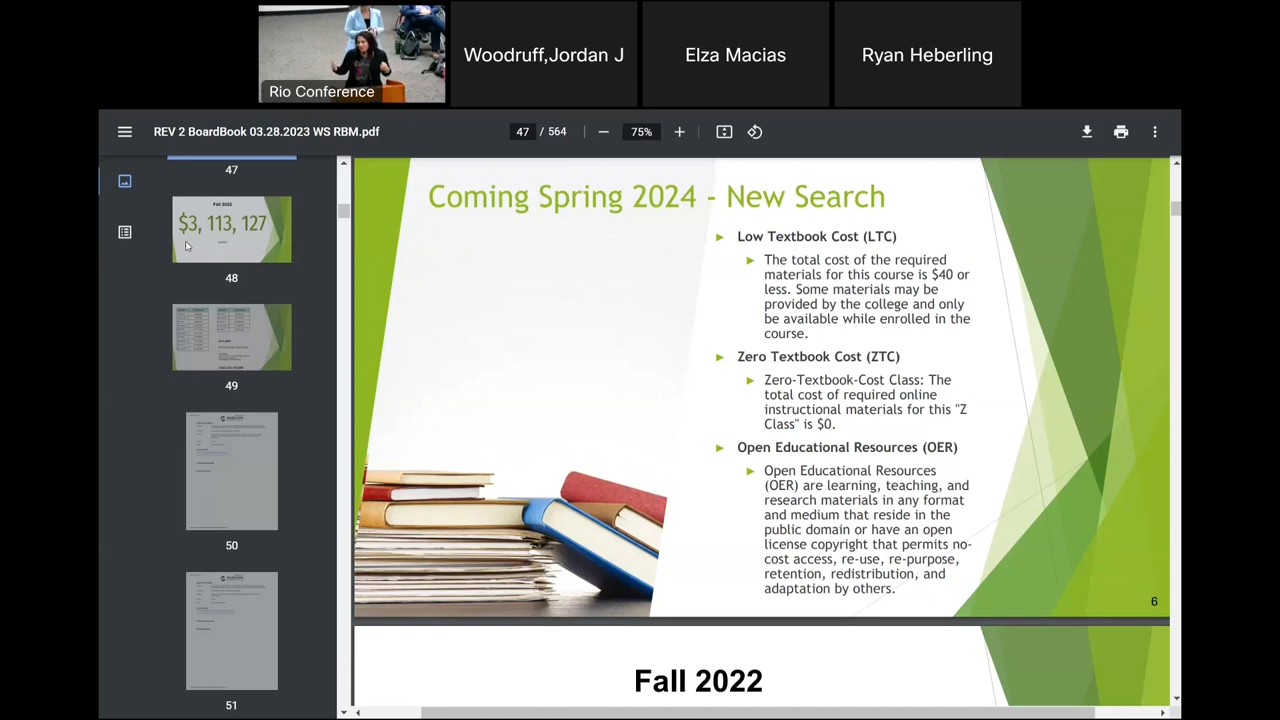 Rio Conference
Woodruff,Jordan J
Elza Macias
Ryan Heberling
REV 2 BoardBook 03.28.2023 WS RBM.pdf
47 / 564
75%
47
Fall 2022
$3, 113, 127
48
49
50
51
Coming Spring 2024 - New Search
Low Textbook Cost (LTC)
The total cost of the required
materials for this course is $40 or
less. Some materials may be
provided by the college and only
be available while enrolled in the
course.
Zero Textbook Cost (ZTC)
Zero-Textbook-Cost Class: The
total cost of required online
instructional materials for this "Z
Class" is $0.
Open Educational Resources (OER)
Open Educational Resources
(OER) are learning, teaching, and
research materials in any format
and medium that reside in the
public domain or have an open
license copyright that permits no-
cost access, re-use, re-purpose,
retention, redistribution, and
adaptation by others.
6
Fall 2022